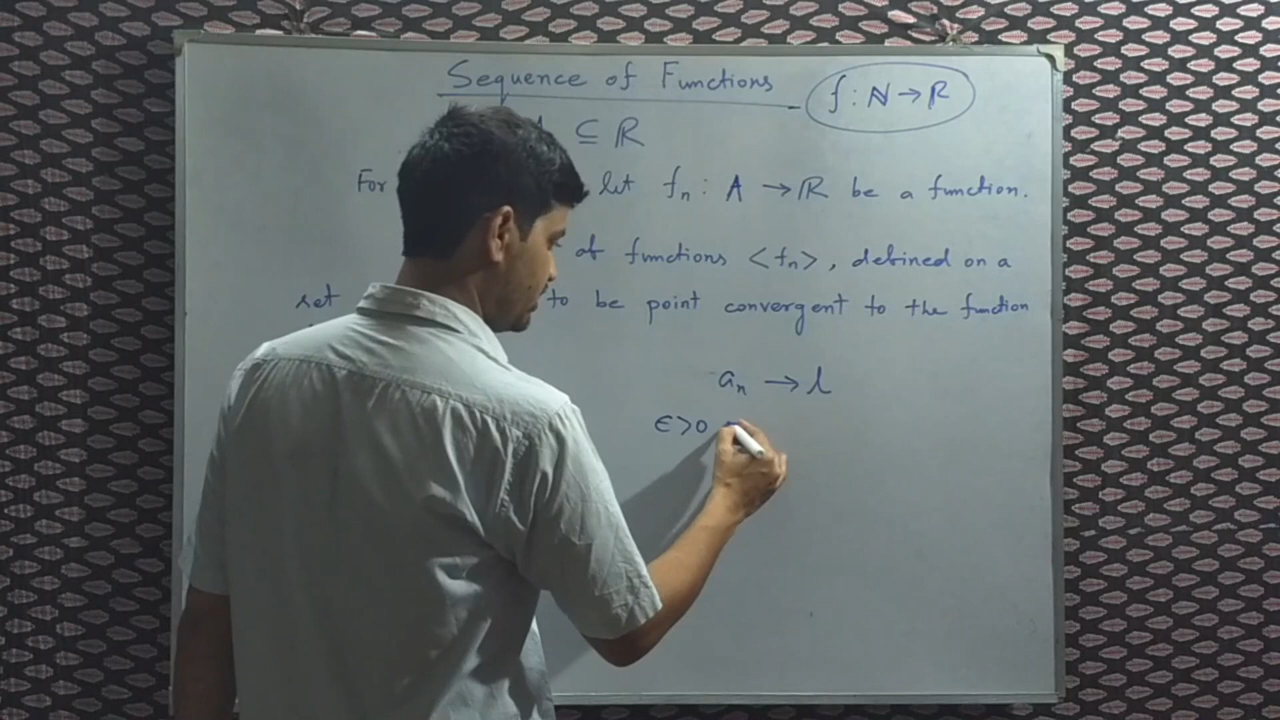 Sequence of Functions f : N → R
⊆ R
For let fn : A → R be a function.
of functions <fn>, defined on a
set to be point convergent to the function
an → l
ϵ>0